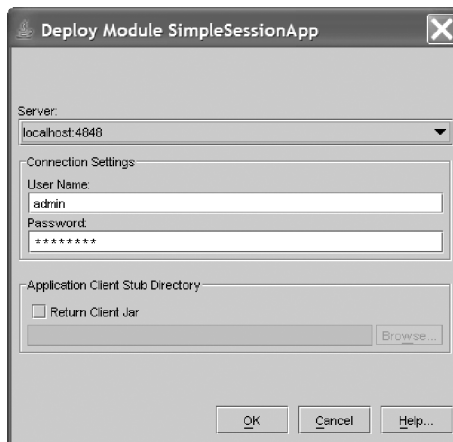 Deploy Module SimpleSessionApp
Server:
localhost:4848
Connection Settings
User Name:
admin
Password:
********
Application Client Stub Directory
Return Client Jar
Browse...
OK
Cancel
Help...